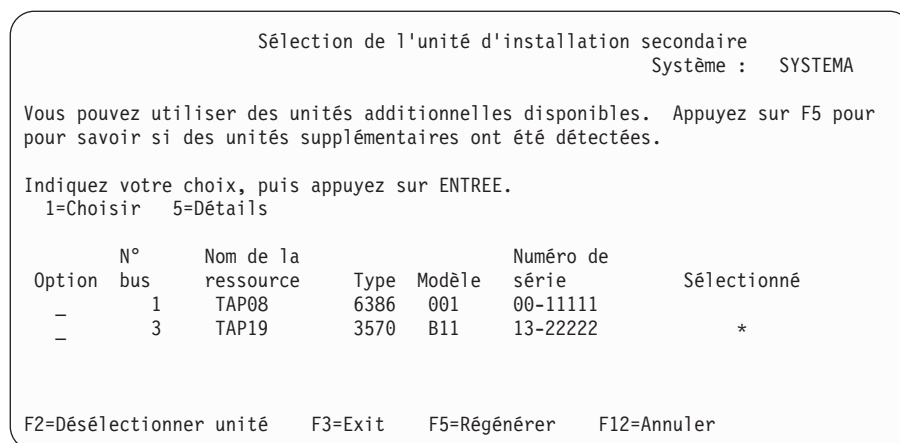 Sélection de l'unité d'installation secondaire
Système : SYSTEMA
Vous pouvez utiliser des unités additionnelles disponibles. Appuyez sur F5 pour
pour savoir si des unités supplémentaires ont été détectées.
Indiquez votre choix, puis appuyez sur ENTREE.
1=Choisir 5=Détails
N° Nom de la Numéro de
Option bus ressource Type Modèle série Sélectionné
_ 1 TAP08 6386 001 00-11111
_ 3 TAP19 3570 B11 13-22222 *
F2=Désélectionner unité F3=Exit F5=Régénérer F12=Annuler